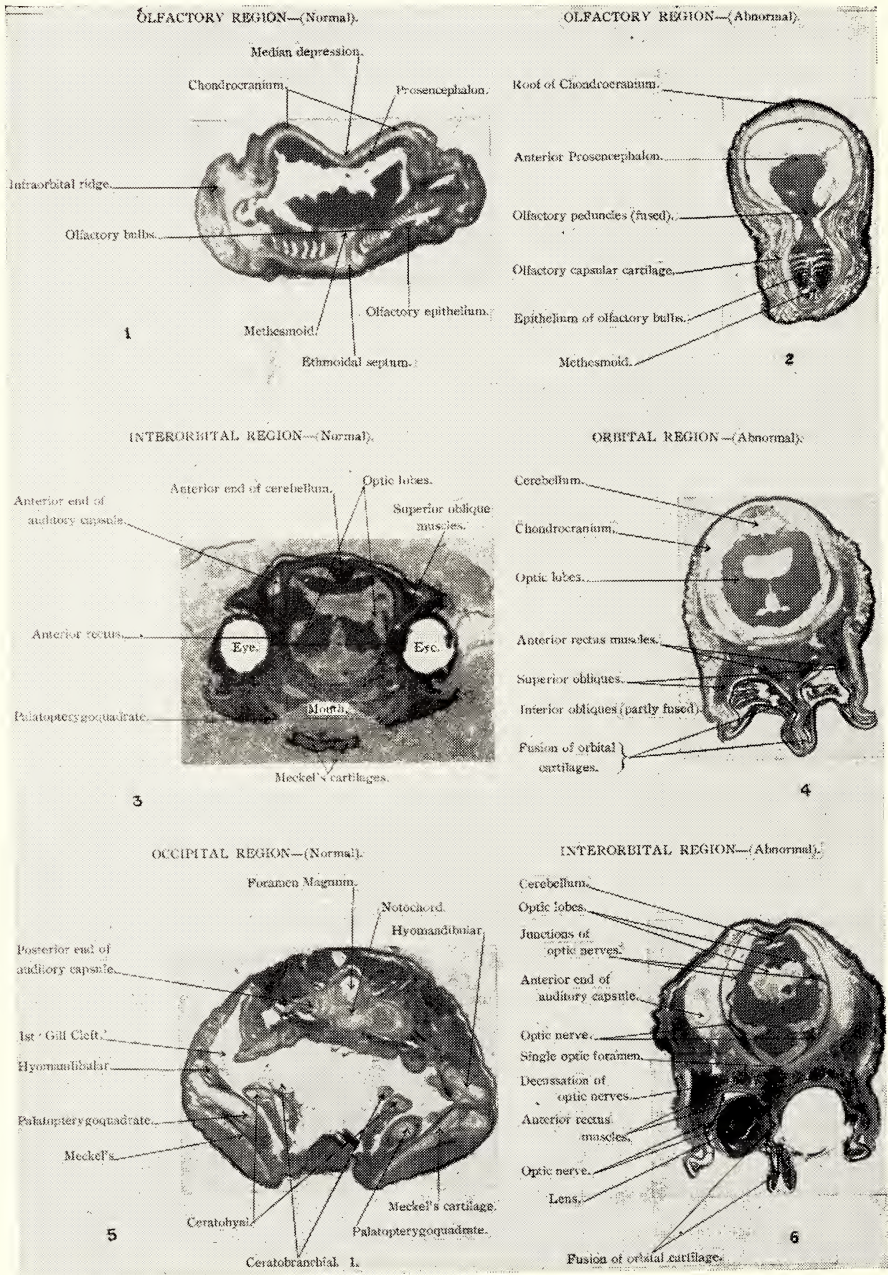 OLFACTORY REGION—(Normal).
Median depression.
Chondrocranium.
Prosencephalon.
Infraorbital ridge.
Olfactory bulbs.
Olfactory epithelium.
Methesmoid.
Ethmoidal septum.
1
OLFACTORY REGION—(Abnormal).
Roof of Chondrocranium.
Anterior Prosencephalon.
Olfactory peduncles (fused).
Olfactory capsular cartilage.
Epithelium of olfactory bulbs.
Methesmoid.
2
INTERORBITAL REGION—(Normal).
Anterior end of cerebellum.
Optic lobes.
Anterior end of
auditory capsule.
Superior oblique
muscles.
Anterior rectus.
Eye.
Eye.
Palatopterygoquadrate.
Mouth.
Meckel's cartilages.
3
ORBITAL REGION—(Abnormal).
Cerebellum.
Chondrocranium.
Optic lobes.
Anterior rectus muscles.
Superior obliques.
Inferior obliques (partly fused).
Fusion of orbital
cartilages.
4
OCCIPITAL REGION—(Normal).
Foramen Magnum.
Notochord.
Hyomandibular
Posterior end of
auditory capsule.
1st Gill Cleft.
Hyomandibular
Palatopterygoquadrate.
Meckel's.
Meckel's cartilage.
Ceratohyal.
Palatopterygoquadrate.
Ceratobranchial 1.
5
INTERORBITAL REGION—(Abnormal).
Cerebellum.
Optic lobes.
Junctions of
optic nerves.
Anterior end of
auditory capsule.
Optic nerve.
Single optic foramen.
Decussation of
optic nerves.
Anterior rectus
muscles.
Optic nerve.
Lens.
Fusion of orbital cartilage.
6